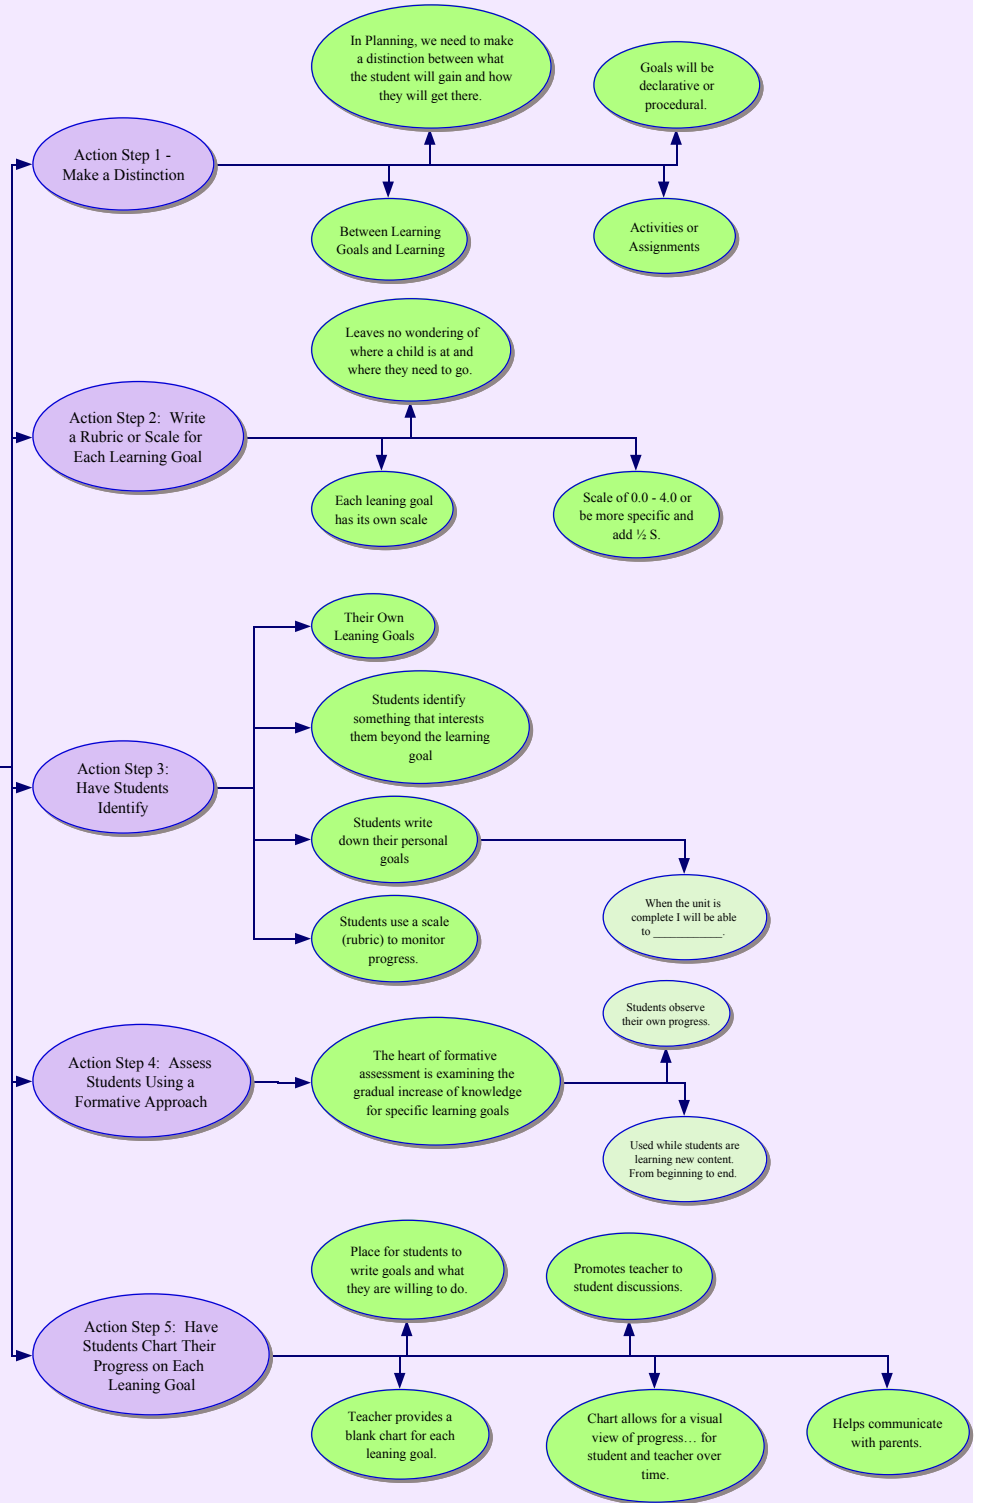 In Planning, we need to make
a distinction between what
the student will gain and how
they will get there.
Goals will be
declarative or
procedural.
Action Step 1 -
Make a Distinction
Between Learning
Goals and Learning
Activities or
Assignments
Leaves no wondering of
where a child is at and
where they need to go.
Action Step 2:  Write
a Rubric or Scale for
Each Learning Goal
Each leaning goal
has its own scale
Scale of 0.0 - 4.0 or
be more specific and
add ½ S.
Their Own
Leaning Goals
Students identify
something that interests
them beyond the learning
goal
Action Step 3:
Have Students
Identify
Students write
down their personal
goals
When the unit is
complete I will be able
to ____________.
Students use a scale
(rubric) to monitor
progress.
Students observe
their own progress.
Action Step 4:  Assess
Students Using a
Formative Approach
The heart of formative
assessment is examining the
gradual increase of knowledge
for specific learning goals
Used while students are
learning new content.
From beginning to end.
Place for students to
write goals and what
they are willing to do.
Promotes teacher to
student discussions.
Action Step 5:  Have
Students Chart Their
Progress on Each
Leaning Goal
Teacher provides a
blank chart for each
leaning goal.
Chart allows for a visual
view of progress… for
student and teacher over
time.
Helps communicate
with parents.